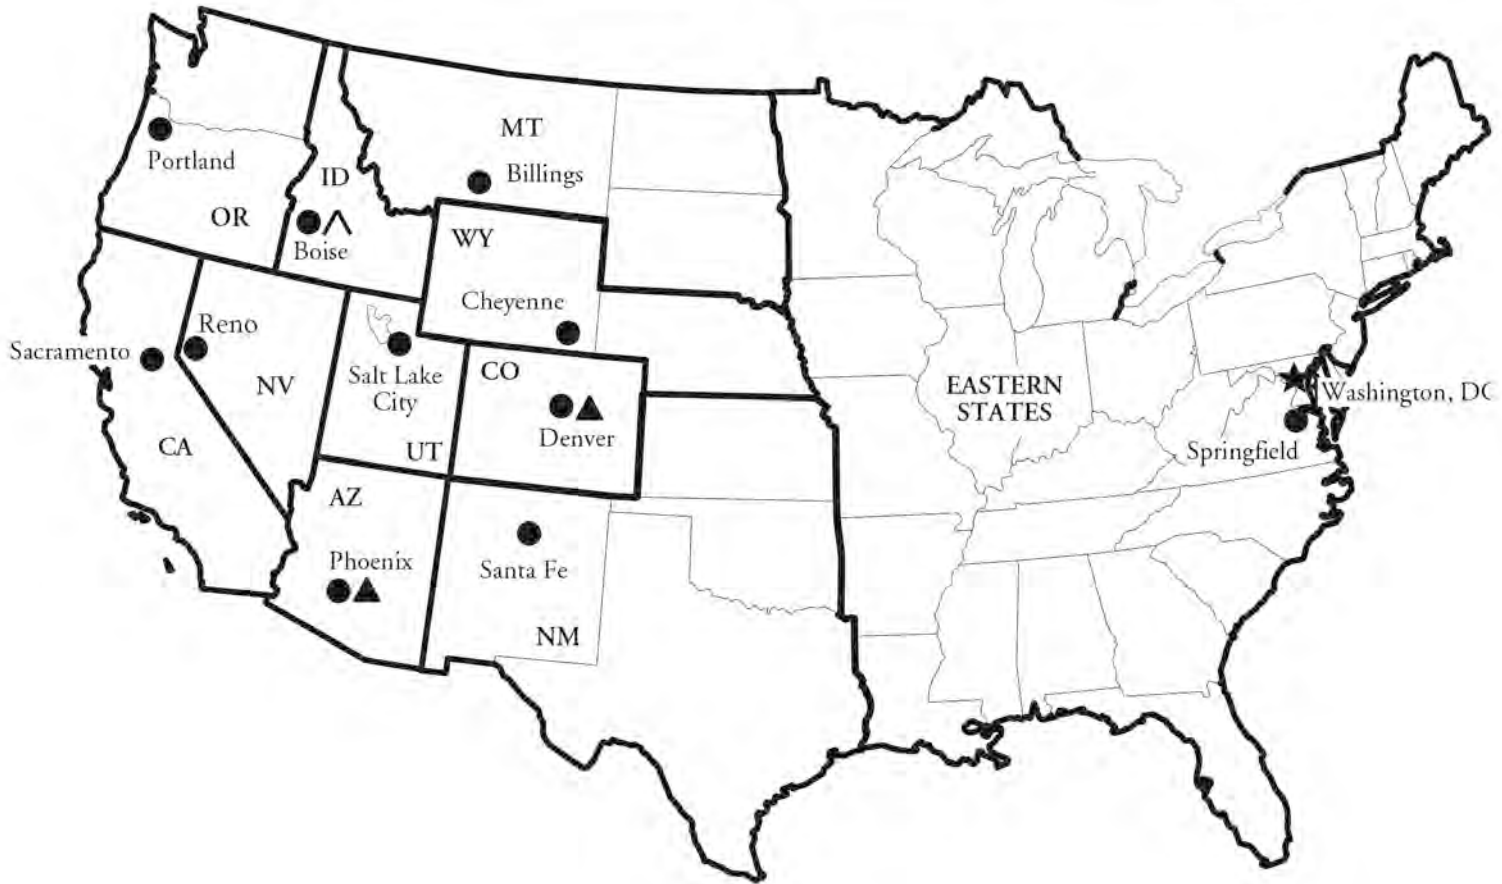 MT
Portland
Billings
ID
OR
WY
Boise
Cheyenne
Reno
Sacramento
Salt Lake
City
CO
NV
EASTERN
STATES
Washington, DC
Denver
CA
UT
Springfield
AZ
Phoenix
Santa Fe
NM